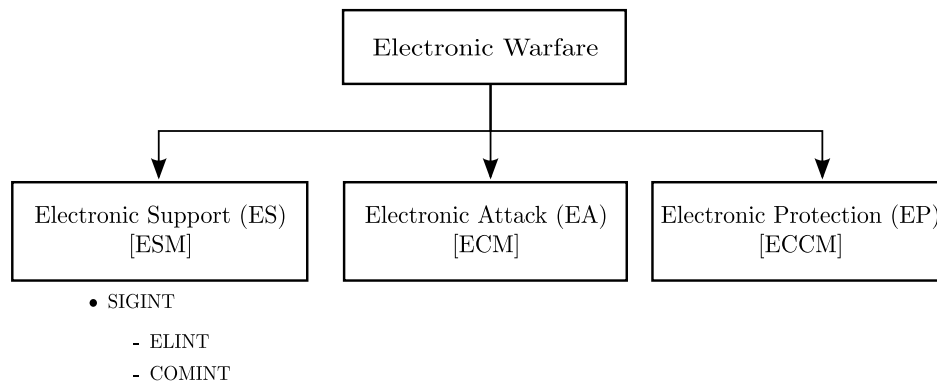 Electronic Warfare
Electronic Support (ES)
[ESM]
Electronic Attack (EA)
[ECM]
Electronic Protection (EP)
[ECCM]
• SIGINT
- ELINT
- COMINT